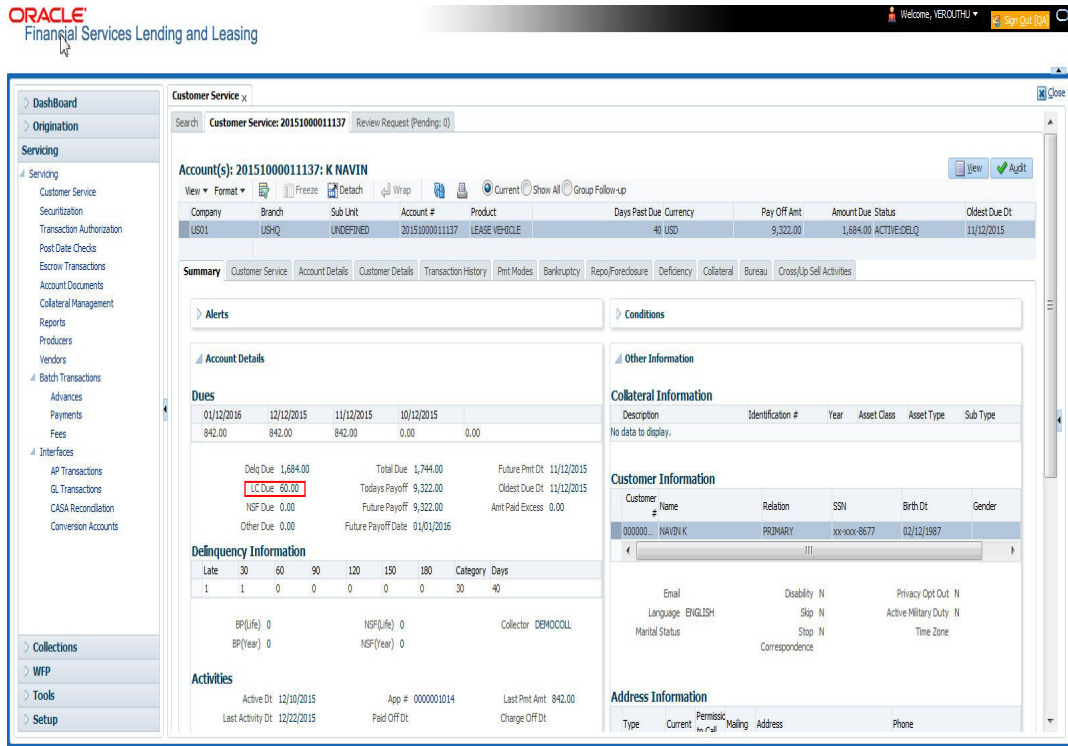 ORACLE'
Financial Services Lending and Leasing
Welcome, VEROUTHU
Sign Out [QA]
DashBoard
Origination
Servicing
Servicing
Customer Service
Securitization
Transaction Authorization
Post Date Checks
Escrow Transactions
Account Documents
Collateral Management
Reports
Producers
Vendors
Batch Transactions
Advances
Payments
Fees
Interfaces
AP Transactions
GL Transactions
CASA Reconciliation
Conversion Accounts
Collections
WFP
Tools
Setup
Customer Service x
Close
Search Customer Service: 20151000011137 Review Request (Pending: 0)
Account(s): 20151000011137: K NAVIN
View Audit
View Format Freeze Detach Wrap Current Show All Group Follow-up
Company Branch Sub Unit Account # Product Days Past Due Currency Pay Off Amt Amount Due Status Oldest Due Dt
US01 USHQ UNDEFINED 20151000011137 LEASE VEHICLE 40 USD 9,322.00 1,684.00 ACTIVE:DELQ 11/12/2015
Summary Customer Service Account Details Customer Details Transaction History Pmt Modes Bankruptcy Repo/Foreclosure Deficiency Collateral Bureau Cross/Up Sell Activities
Alerts
Account Details
Dues
01/12/2016 12/12/2015 11/12/2015 10/12/2015
842.00 842.00 842.00 0.00 0.00
Delq Due 1,684.00 Total Due 1,744.00 Future Pmt Dt 11/12/2015
LC Due 60.00 Todays Payoff 9,322.00 Oldest Due Dt 11/12/2015
NSF Due 0.00 Future Payoff 9,322.00 Amt Paid Excess 0.00
Other Due 0.00 Future Payoff Date 01/01/2016
Delinquency Information
Late 30 60 90 120 150 180 Category Days
1 1 0 0 0 0 0 30 40
BP(Life) 0 NSF(Life) 0 Collector DEMOCOLL
BP(Year) 0 NSF(Year) 0
Activities
Active Dt 12/10/2015 App # 0000001014 Last Pmt Amt 842.00
Last Activity Dt 12/22/2015 Paid Off Dt Charge Off Dt
Conditions
Other Information
Collateral Information
Description Identification # Year Asset Class Asset Type Sub Type
No data to display.
Customer Information
Customer # Name Relation SSN Birth Dt Gender
000000... NAVIN K PRIMARY xx-xxx-8677 02/12/1987
Email Disability N Privacy Opt Out N
Language ENGLISH Skip N Active Military Duty N
Marital Status Stop Correspondence N Time Zone
Address Information
Type Current Permissic to Call Mailing Address Phone